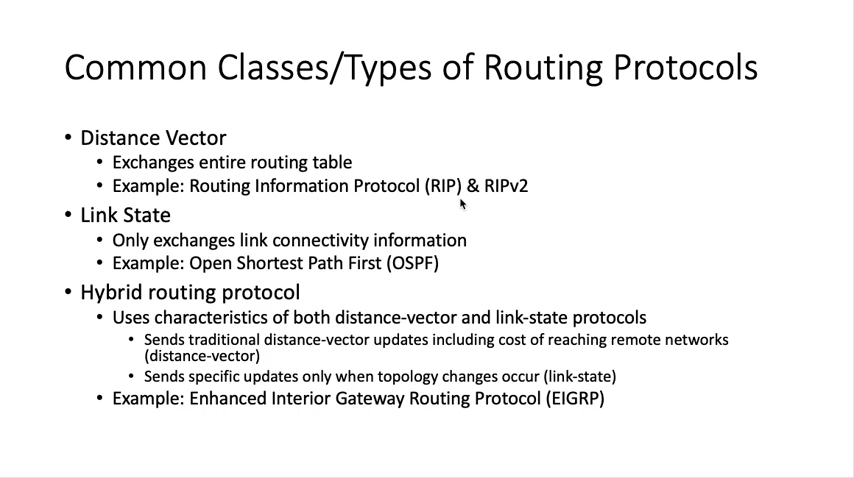 Common Classes/Types of Routing Protocols
• Distance Vector
• Exchanges entire routing table
• Example: Routing Information Protocol (RIP) & RIPv2
• Link State
• Only exchanges link connectivity information
• Example: Open Shortest Path First (OSPF)
• Hybrid routing protocol
• Uses characteristics of both distance-vector and link-state protocols
• Sends traditional distance-vector updates including cost of reaching remote networks
(distance-vector)
• Sends specific updates only when topology changes occur (link-state)
• Example: Enhanced Interior Gateway Routing Protocol (EIGRP)